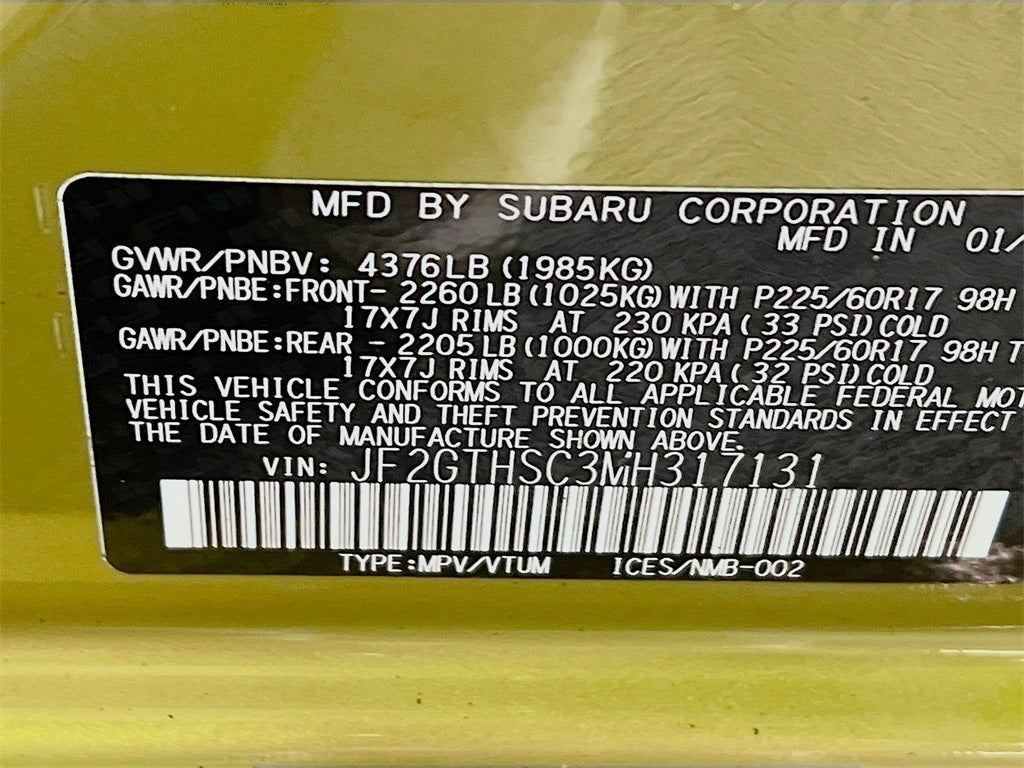 MFD BY SUBARU CORPORATION
MFD IN 01/
GVWR/PNBV: 4376LB (1985KG)
GAWR/PNBE:FRONT- 2260 LB (1025KG) WITH P225/60R17 98H
17X7J RIMS AT 230 KPA ( 33 PSI) COLD
GAWR/PNBE:REAR - 2205 LB (1000KG) WITH P225/60R17 98H T
17X7J RIMS AT 220 KPA ( 32 PSI) COLD
THIS VEHICLE CONFORMS TO ALL APPLICABLE FEDERAL MOT
VEHICLE SAFETY AND THEFT PREVENTION STANDARDS IN EFFECT
THE DATE OF MANUFACTURE SHOWN ABOVE.
VIN: JF2GTHSC3MH317131
TYPE:MPV/VTUM ICES/NMB-002